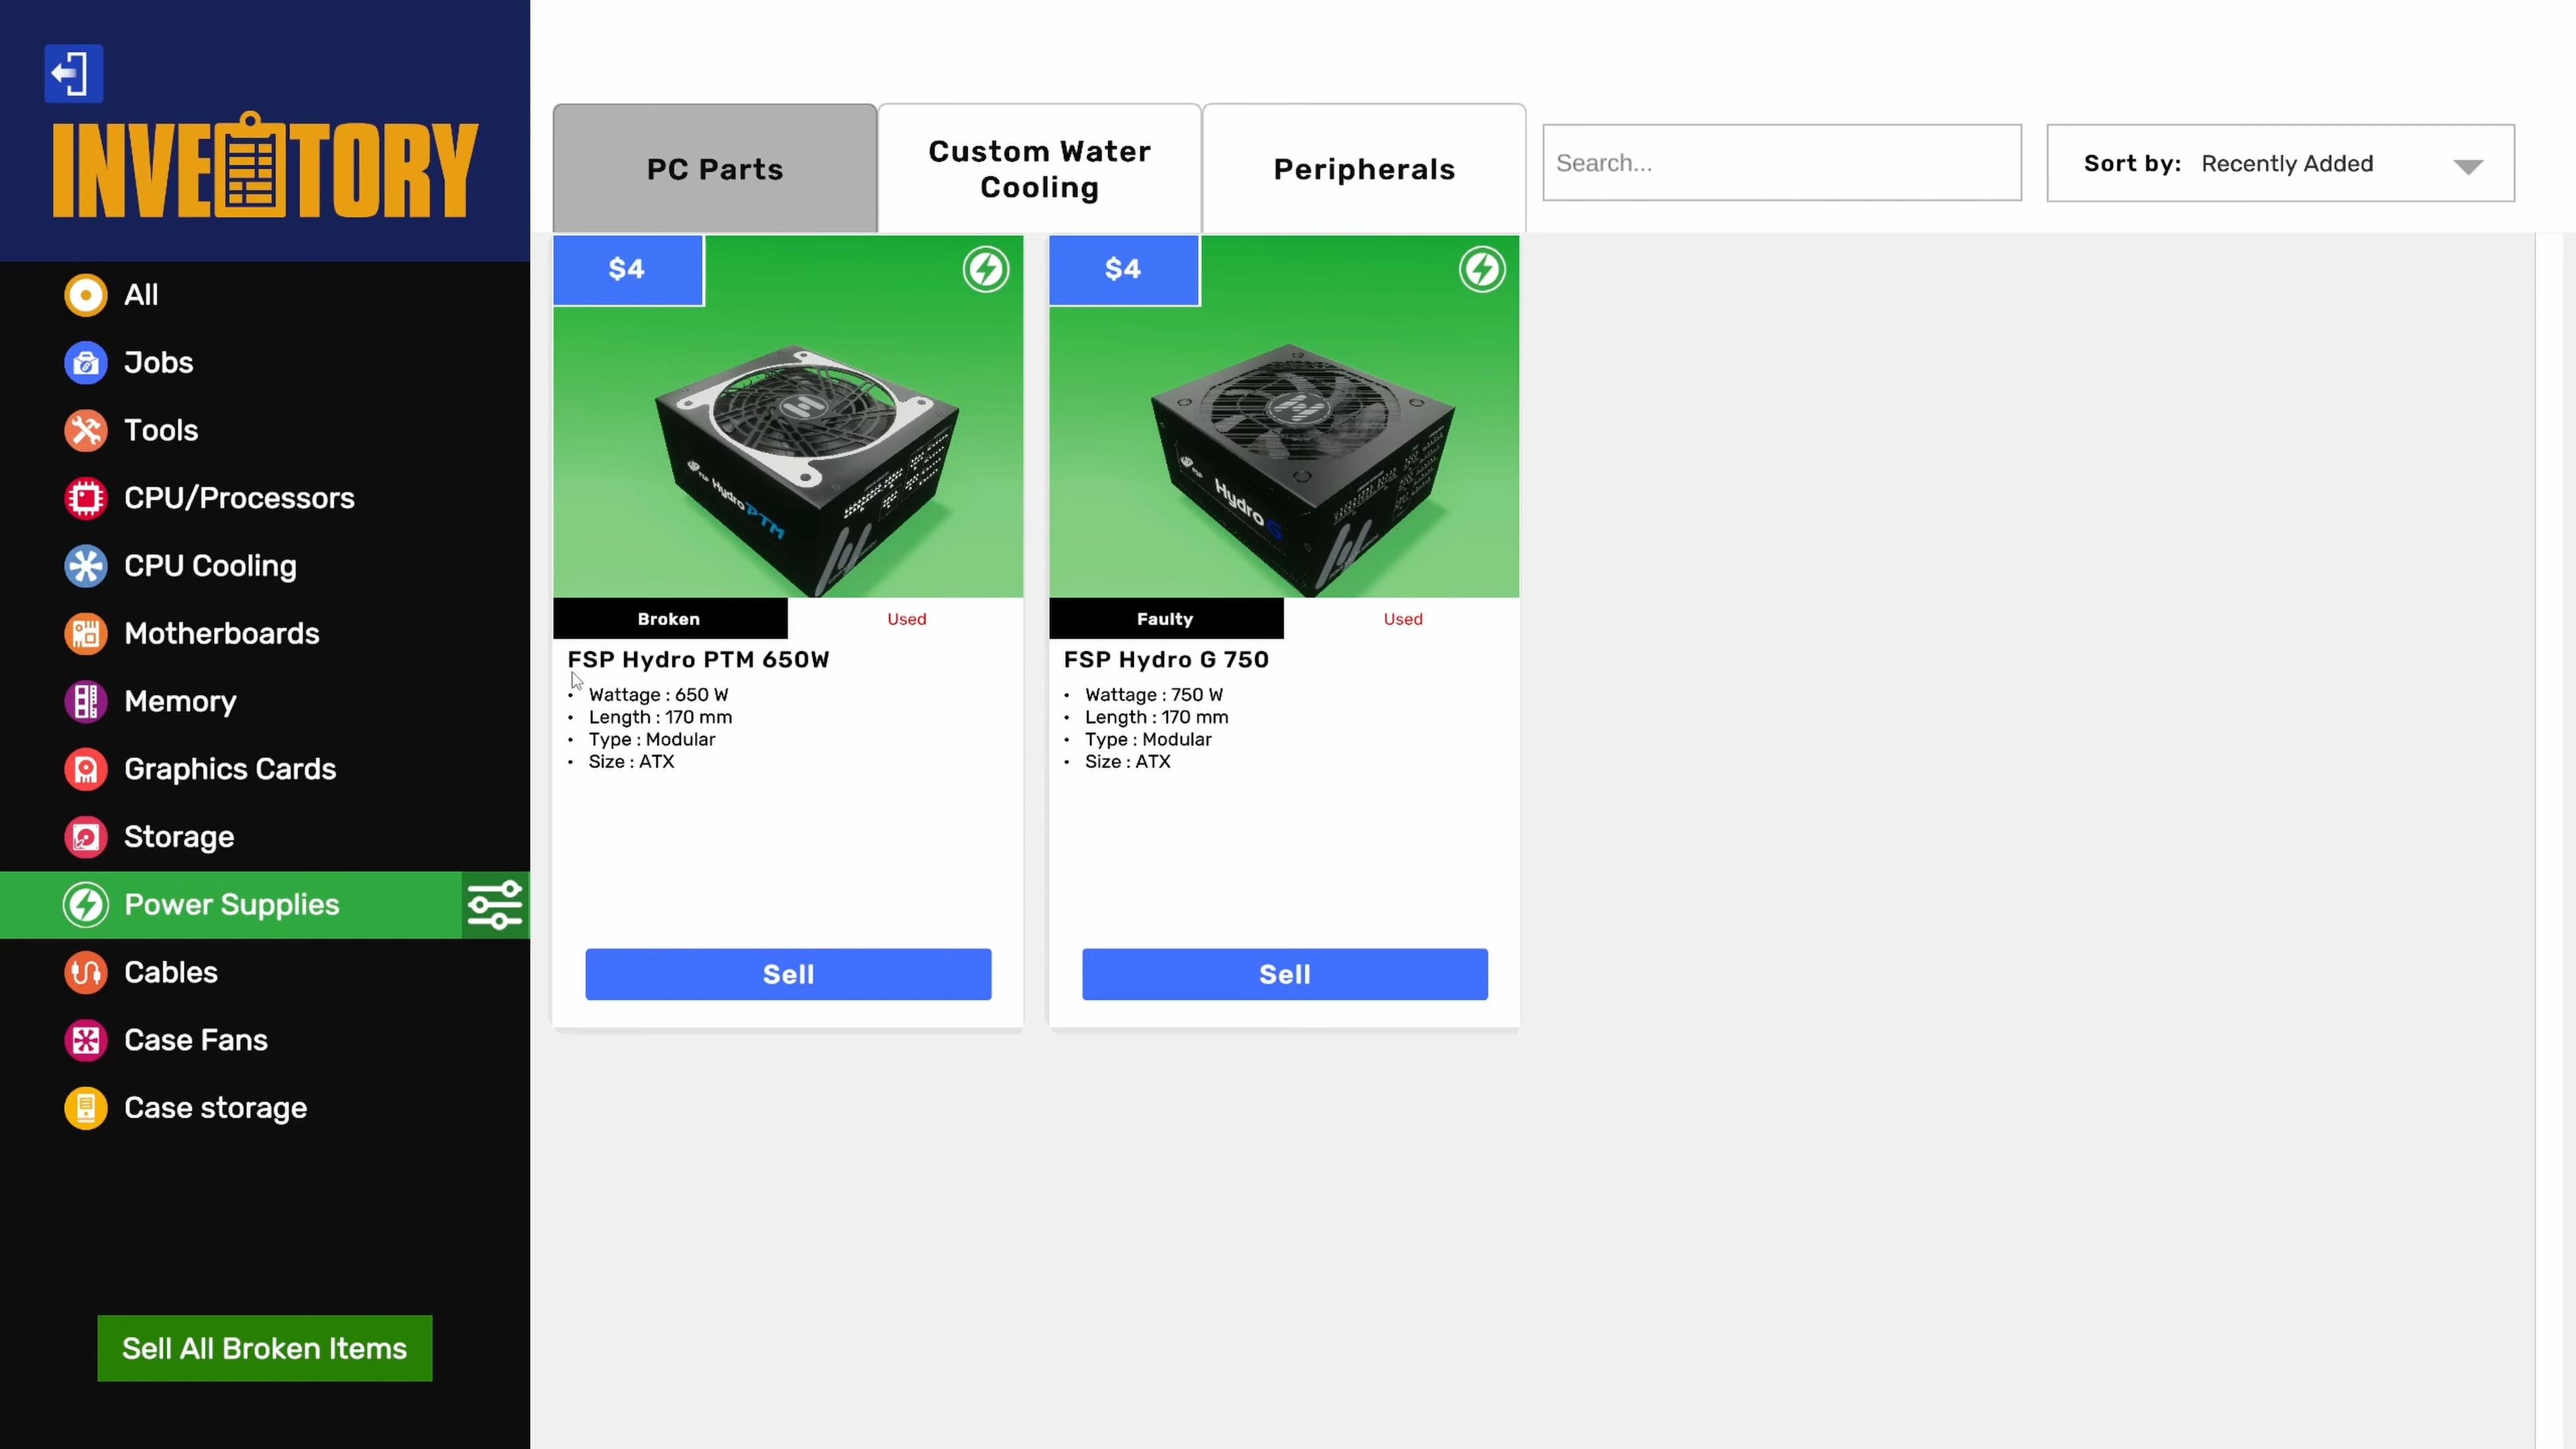 INVENTORY
All
Jobs
Tools
CPU/Processors
CPU Cooling
Motherboards
Memory
Graphics Cards
Storage
Power Supplies
Cables
Case Fans
Case storage
Sell All Broken Items
PC Parts
Custom Water
Cooling
Peripherals
Search...
Sort by: Recently Added
$4
Hydro PTM
Broken
Used
FSP Hydro PTM 650W
• Wattage : 650 W
• Length : 170 mm
• Type : Modular
• Size : ATX
Sell
$4
Hydro G
Faulty
Used
FSP Hydro G 750
• Wattage : 750 W
• Length : 170 mm
• Type : Modular
• Size : ATX
Sell